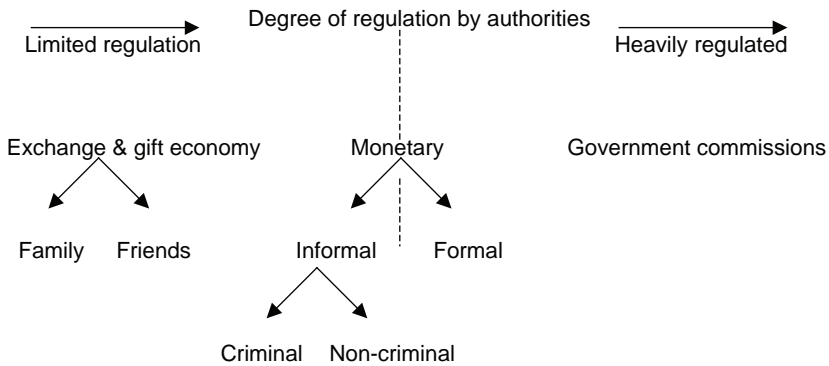 Degree of regulation by authorities
Limited regulation
Heavily regulated
Exchange & gift economy
Monetary
Government commissions
Family
Friends
Informal
Formal
Criminal
Non-criminal